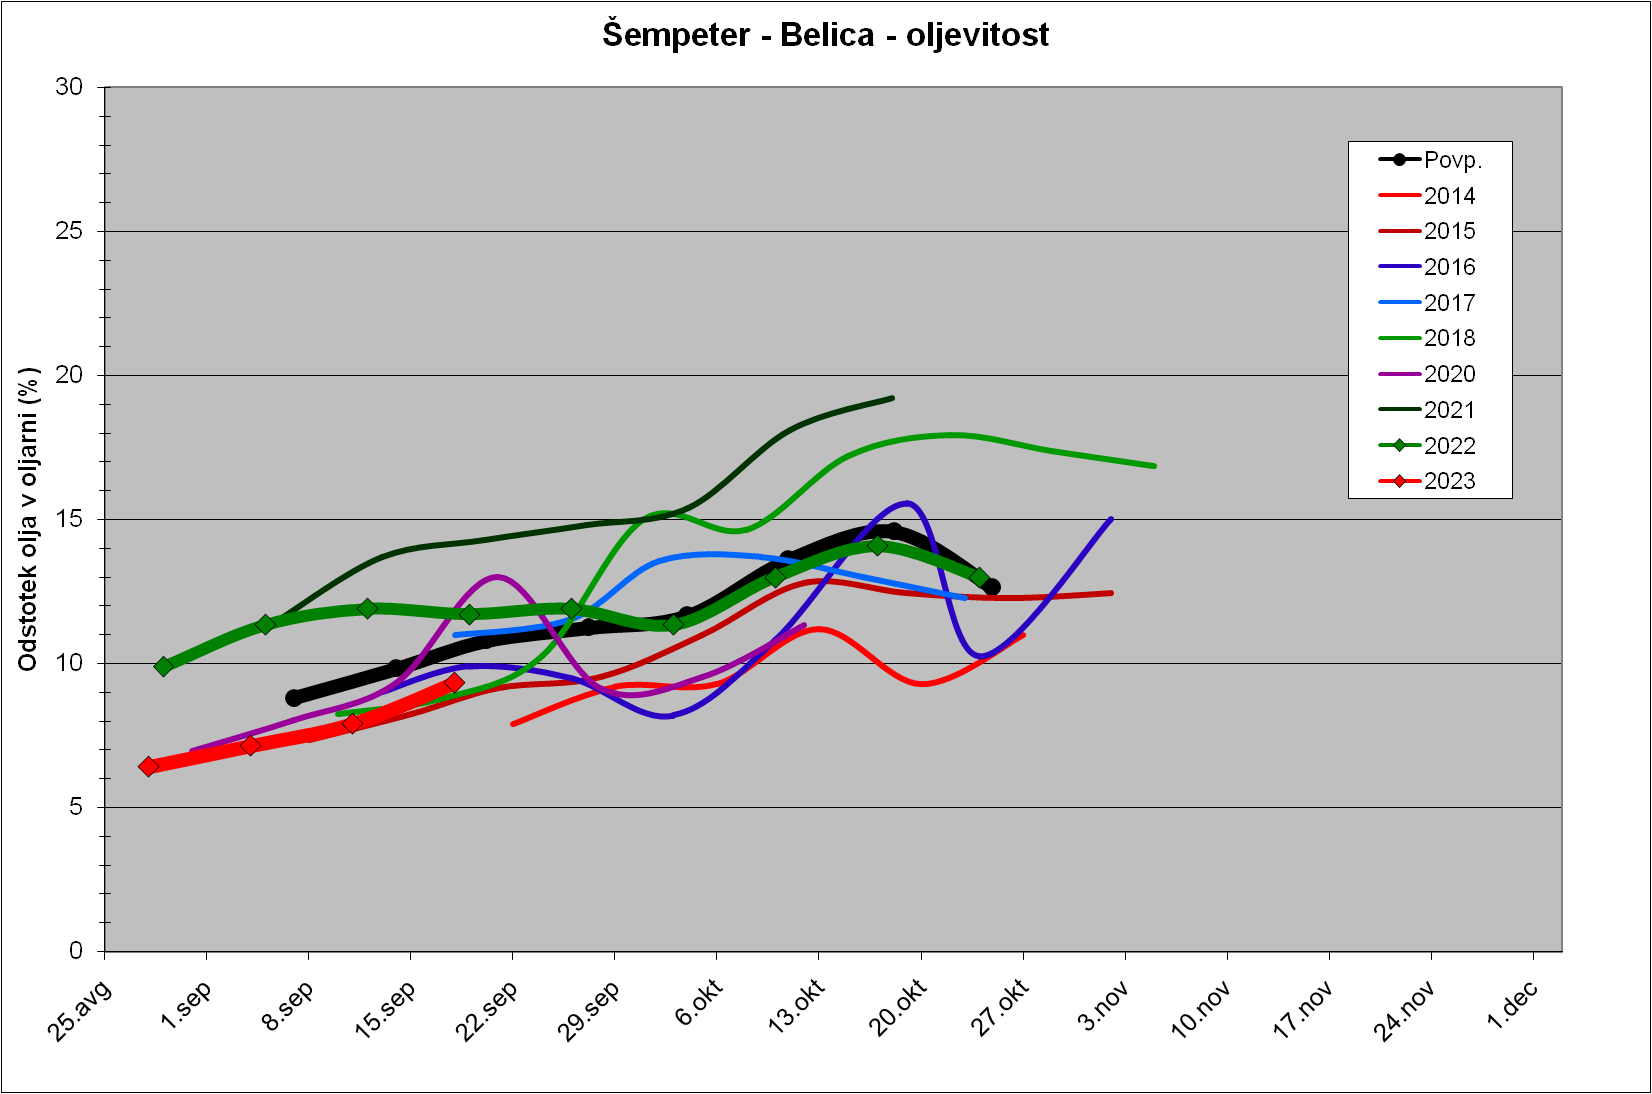 Šempeter - Belica - oljevitost
Odstotek olja v oljarni (%)
30
25
20
15
10
5
0
25.avg
1.sep
8.sep
15.sep
22.sep
29.sep
6.okt
13.okt
20.okt
27.okt
3.nov
10.nov
17.nov
24.nov
1.dec
Povp.
2014
2015
2016
2017
2018
2020
2021
2022
2023